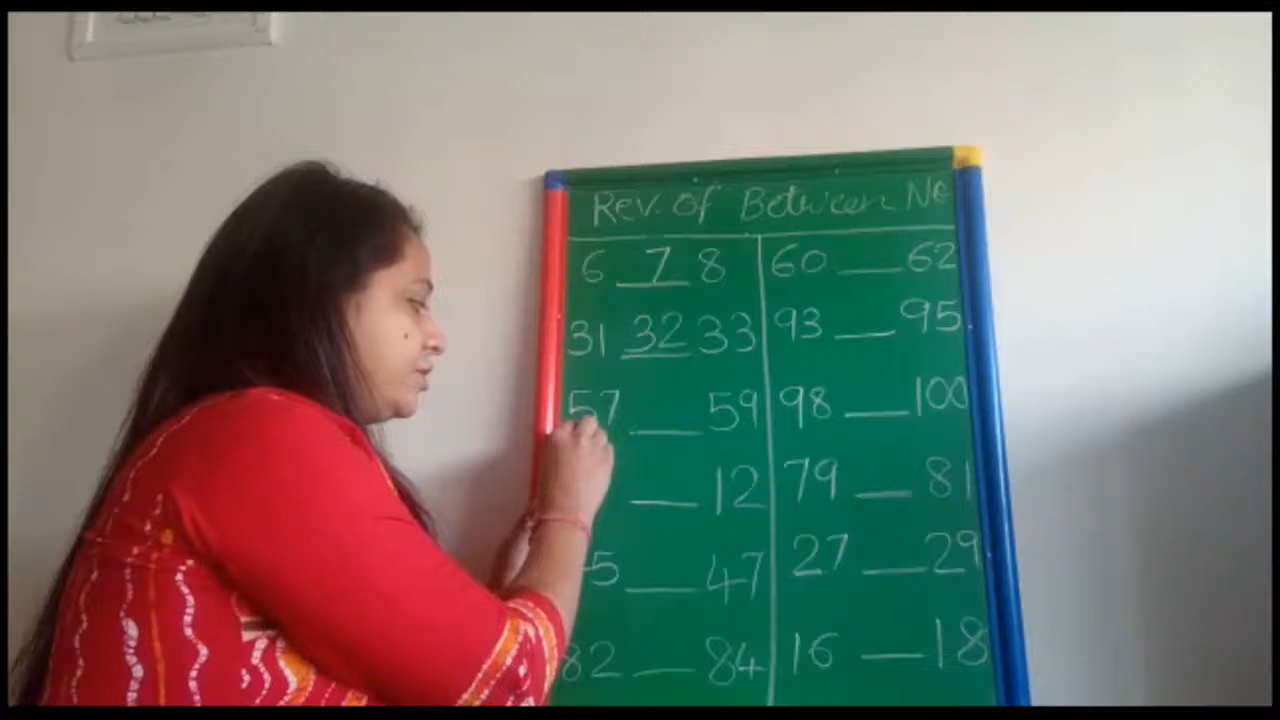 Rev. of Between No
6 7 8
31 32 33
57 __ 59
__ 12
5 __ 47
82 __ 84
60 __ 62
93 __ 95
98 __ 100
79 __ 81
27 __ 29
16 __ 18